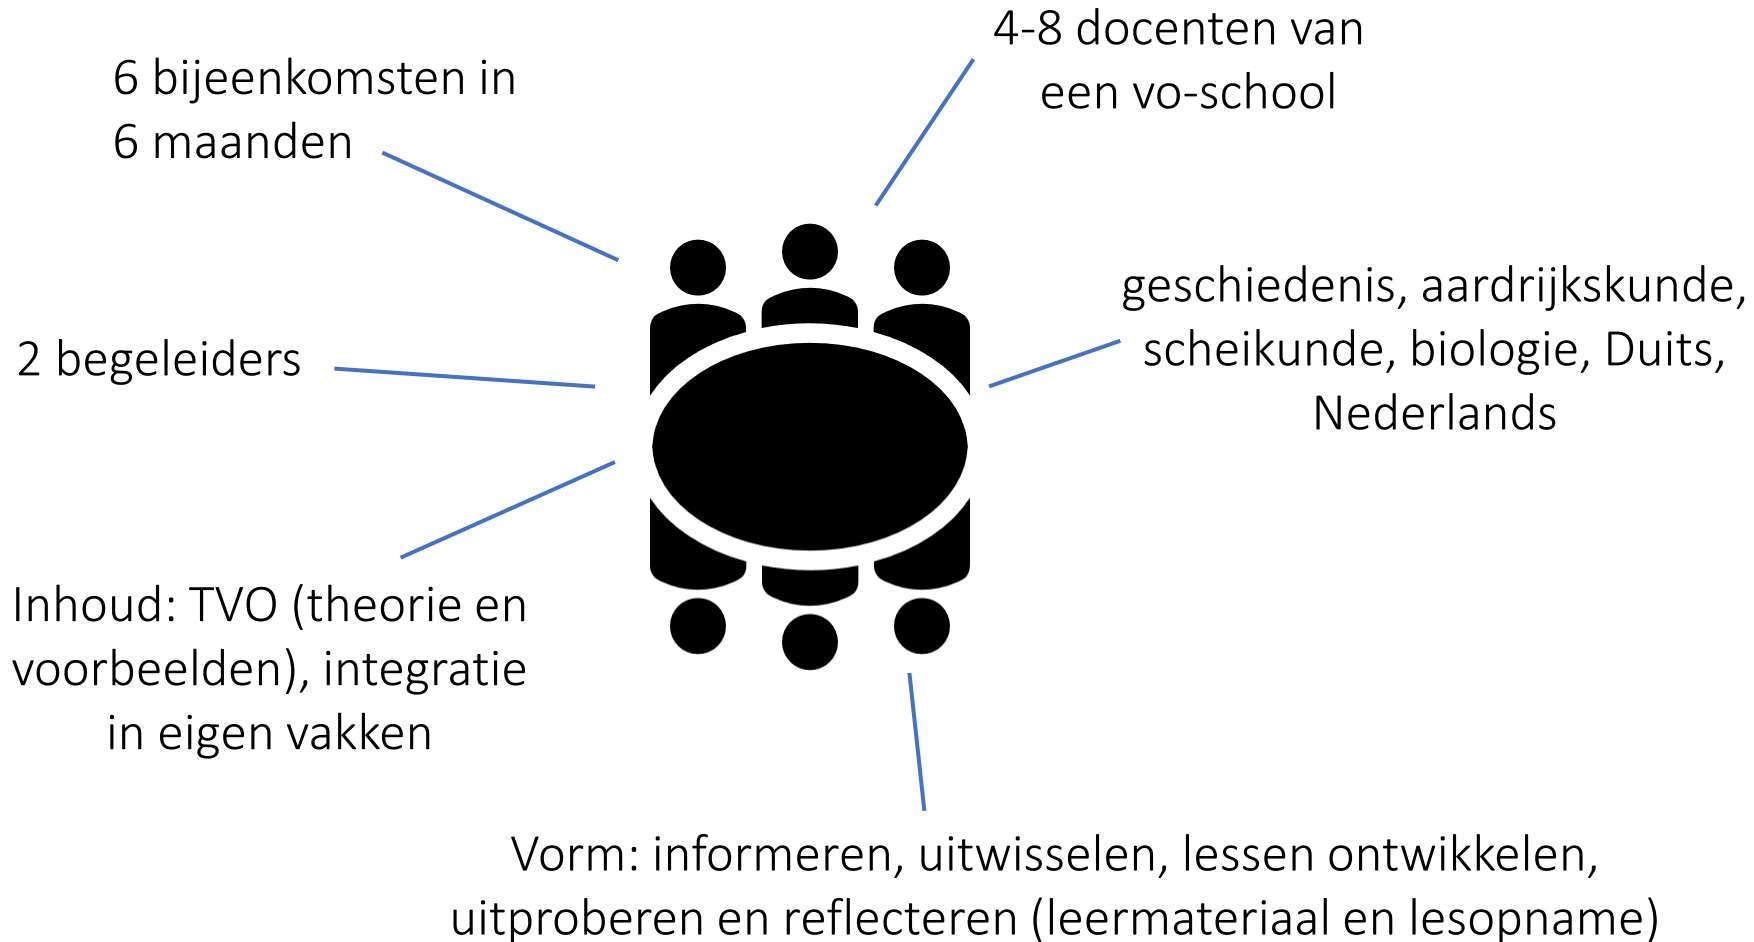 4-8 docenten van
een vo-school
6 bijeenkomsten in
6 maanden
geschiedenis, aardrijkskunde,
scheikunde, biologie, Duits,
Nederlands
2 begeleiders
Inhoud: TVO (theorie en
voorbeelden), integratie
in eigen vakken
Vorm: informeren, uitwisselen, lessen ontwikkelen,
uitproberen en reflecteren (leermateriaal en lesopname)